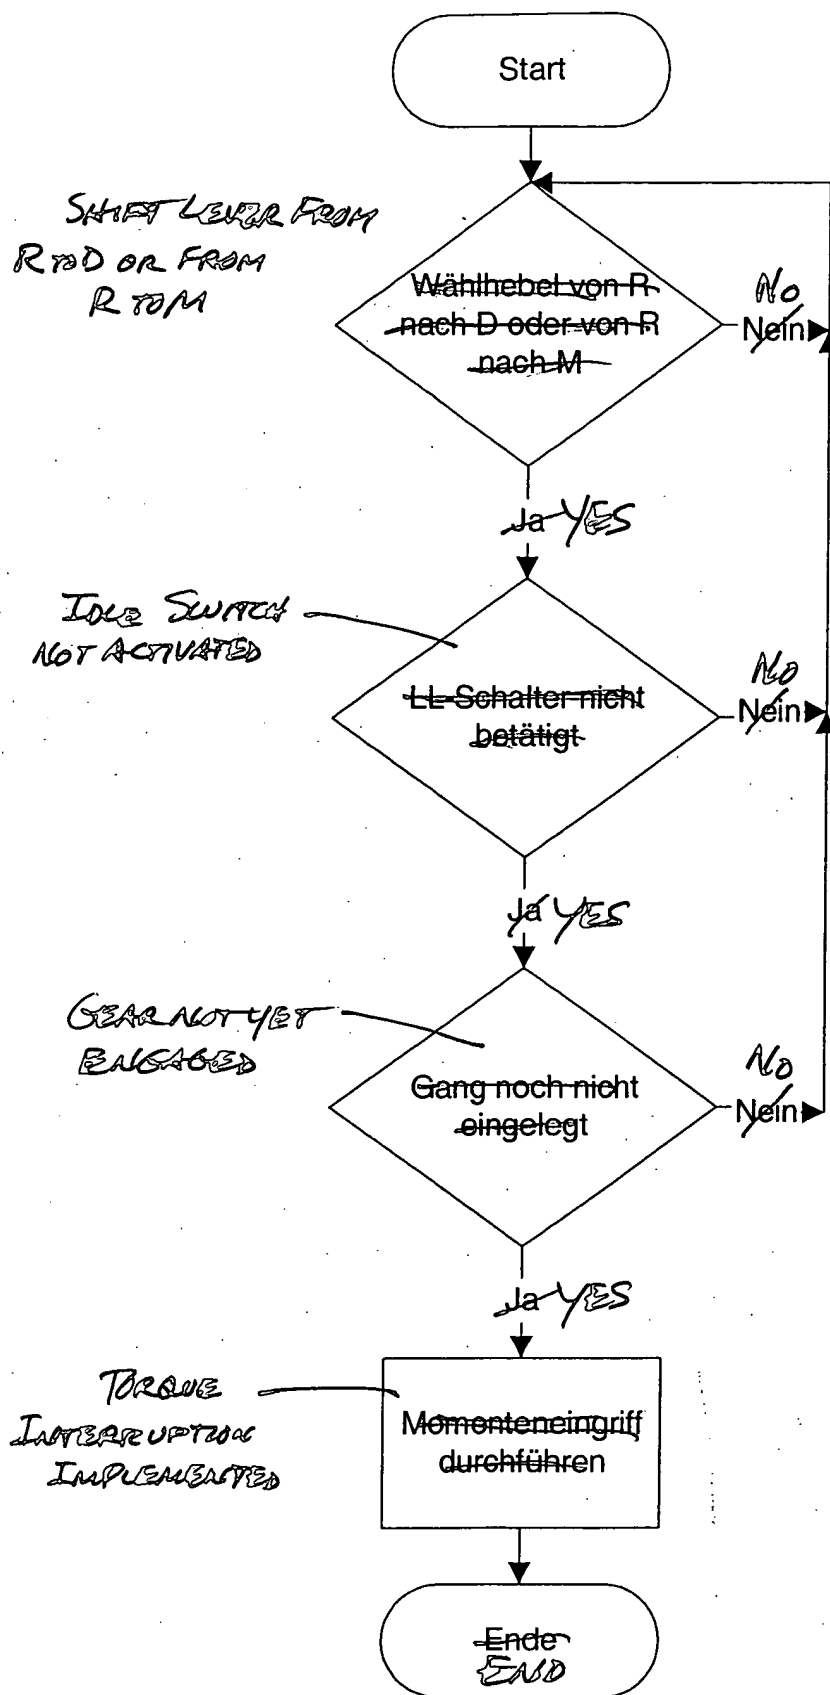 Start
SHIFT LEVER FROM
R TO D OR FROM
R TO M
Wählhebel von R
nach D oder von R
nach M
NO
Nein
Ja YES
IDLE SWITCH
NOT ACTIVATED
LL-Schalter nicht
betätigt
NO
Nein
Ja YES
GEAR NOT YET
ENGAGED
Gang noch nicht
eingelegt
NO
Nein
Ja YES
TORQUE
INTERRUPTION
IMPLEMENTED
Momenteneingriff
durchführen
Ende
END